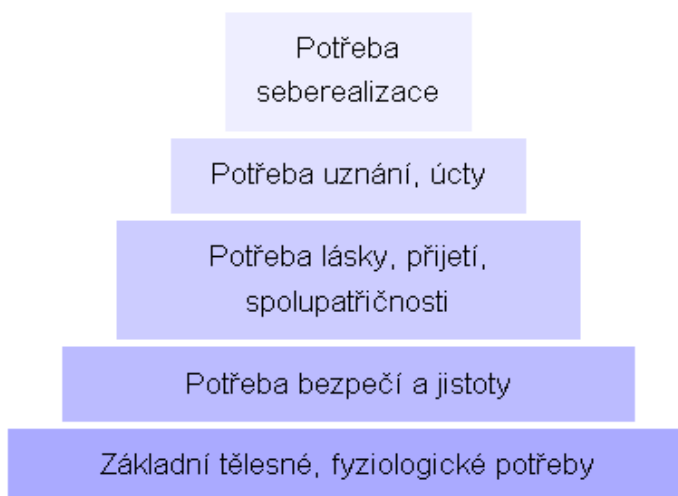 Potřeba
seberealizace
Potřeba uznání, úcty
Potřeba lásky, přijetí,
spolupatřičnosti
Potřeba bezpečí a jistoty
Základní tělesné, fyziologické potřeby